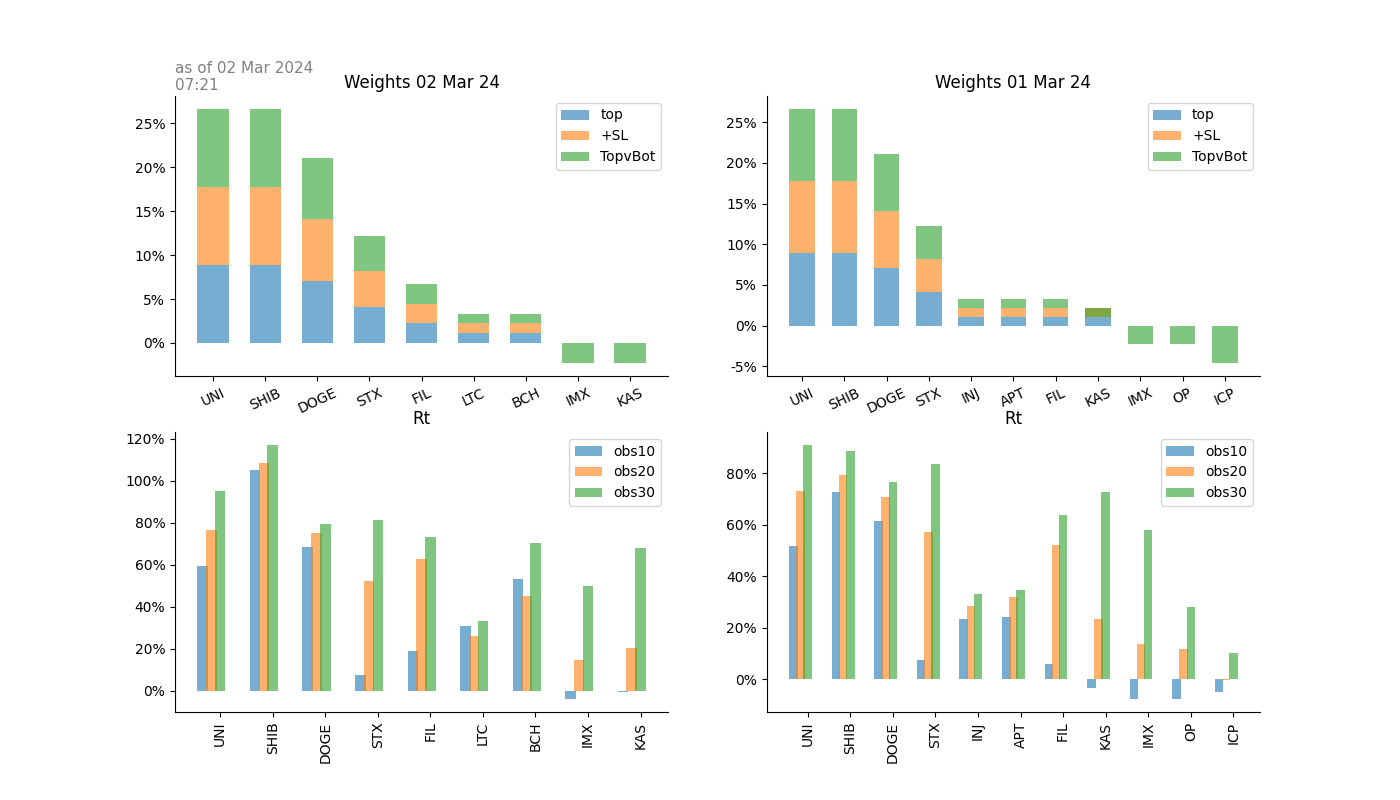 as of 02 Mar 2024
07:21
Weights 02 Mar 24
25%
20%
15%
10%
5%
0%
top
+SL
TopvBot
UNI SHIB DOGE STX FIL LTC BCH IMX KAS
Weights 01 Mar 24
25%
20%
15%
10%
5%
0%
-5%
top
+SL
TopvBot
UNI SHIB DOGE STX INJ APT FIL KAS IMX OP ICP
Rt
120%
100%
80%
60%
40%
20%
0%
obs10
obs20
obs30
UNI SHIB DOGE STX FIL LTC BCH IMX KAS
Rt
80%
60%
40%
20%
0%
obs10
obs20
obs30
UNI SHIB DOGE STX INJ APT FIL KAS IMX OP ICP